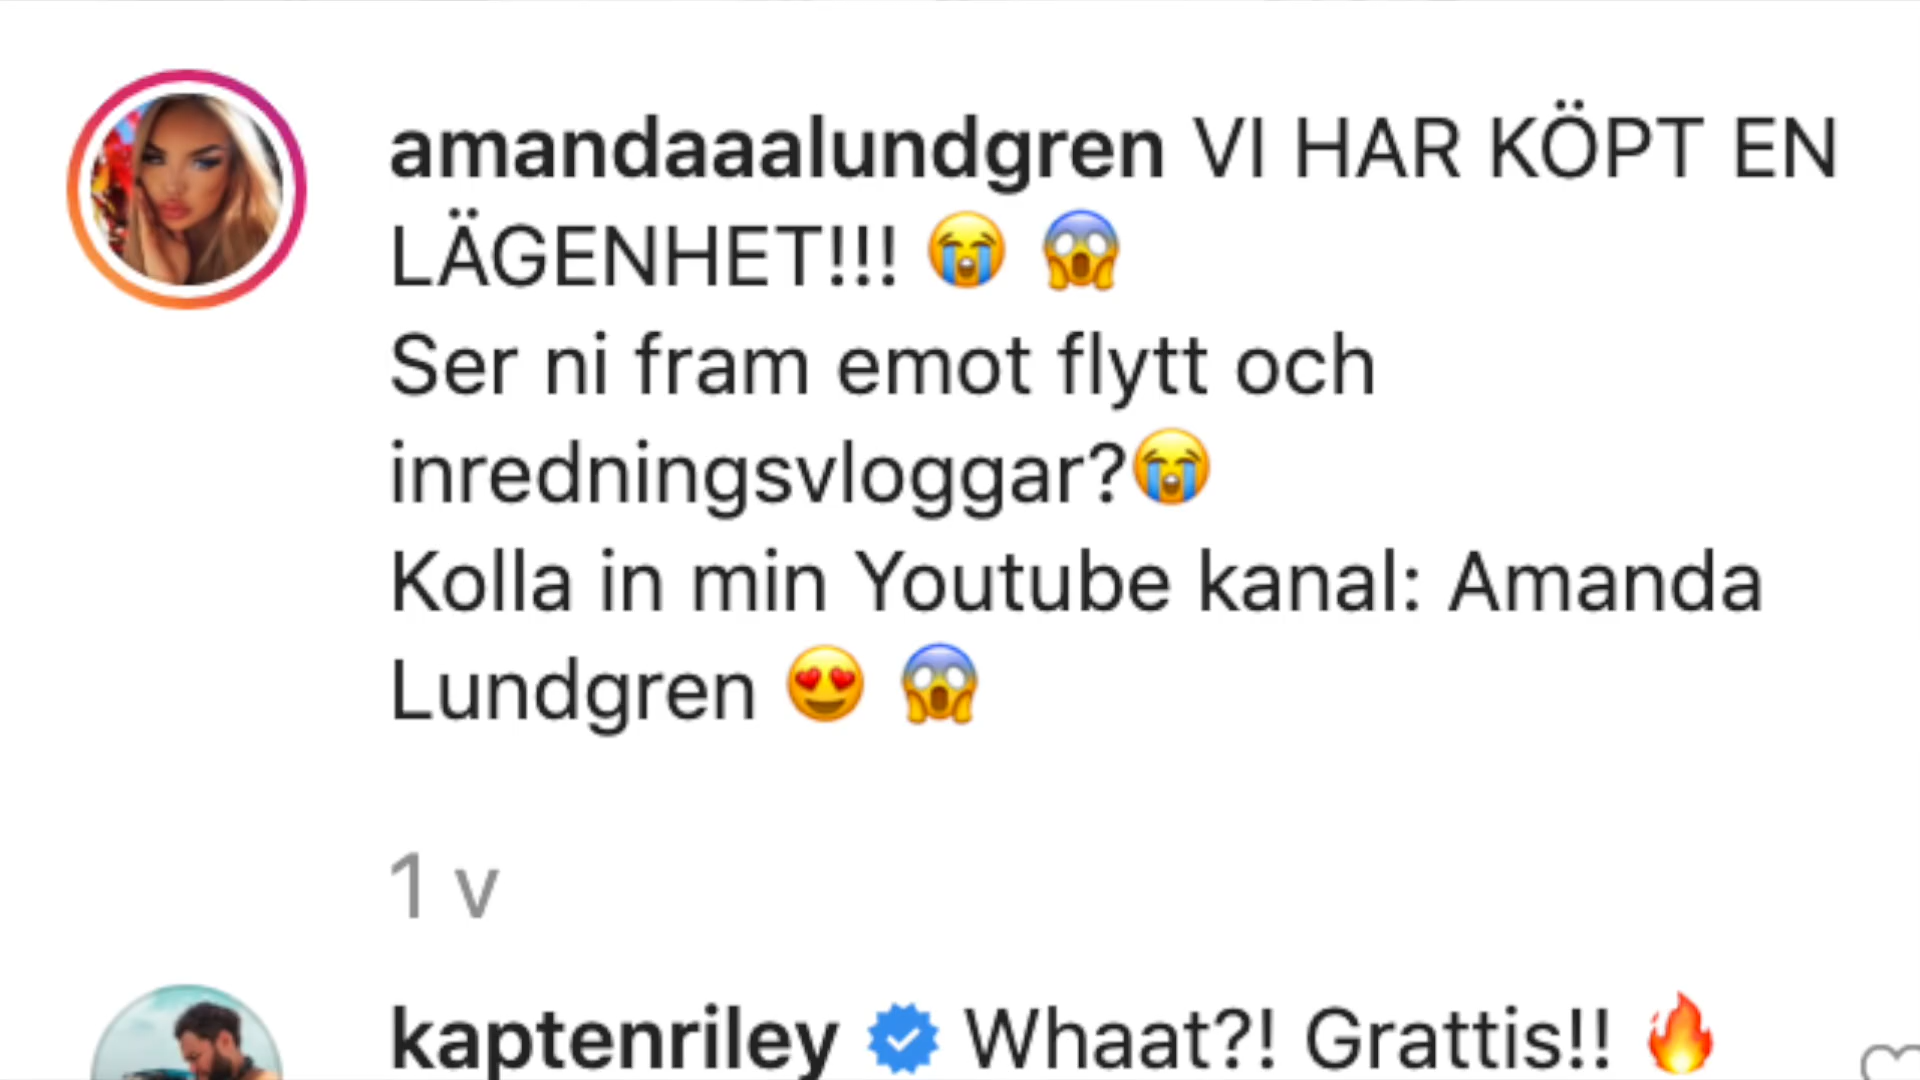 amandaaalundgren VI HAR KÖPT EN
LÄGENHET!!! 😭 😱
Ser ni fram emot flytt och
inredningsvloggar?😭
Kolla in min Youtube kanal: Amanda
Lundgren 😍 😱
1 v
kaptenriley Whaat?! Grattis!! 🔥